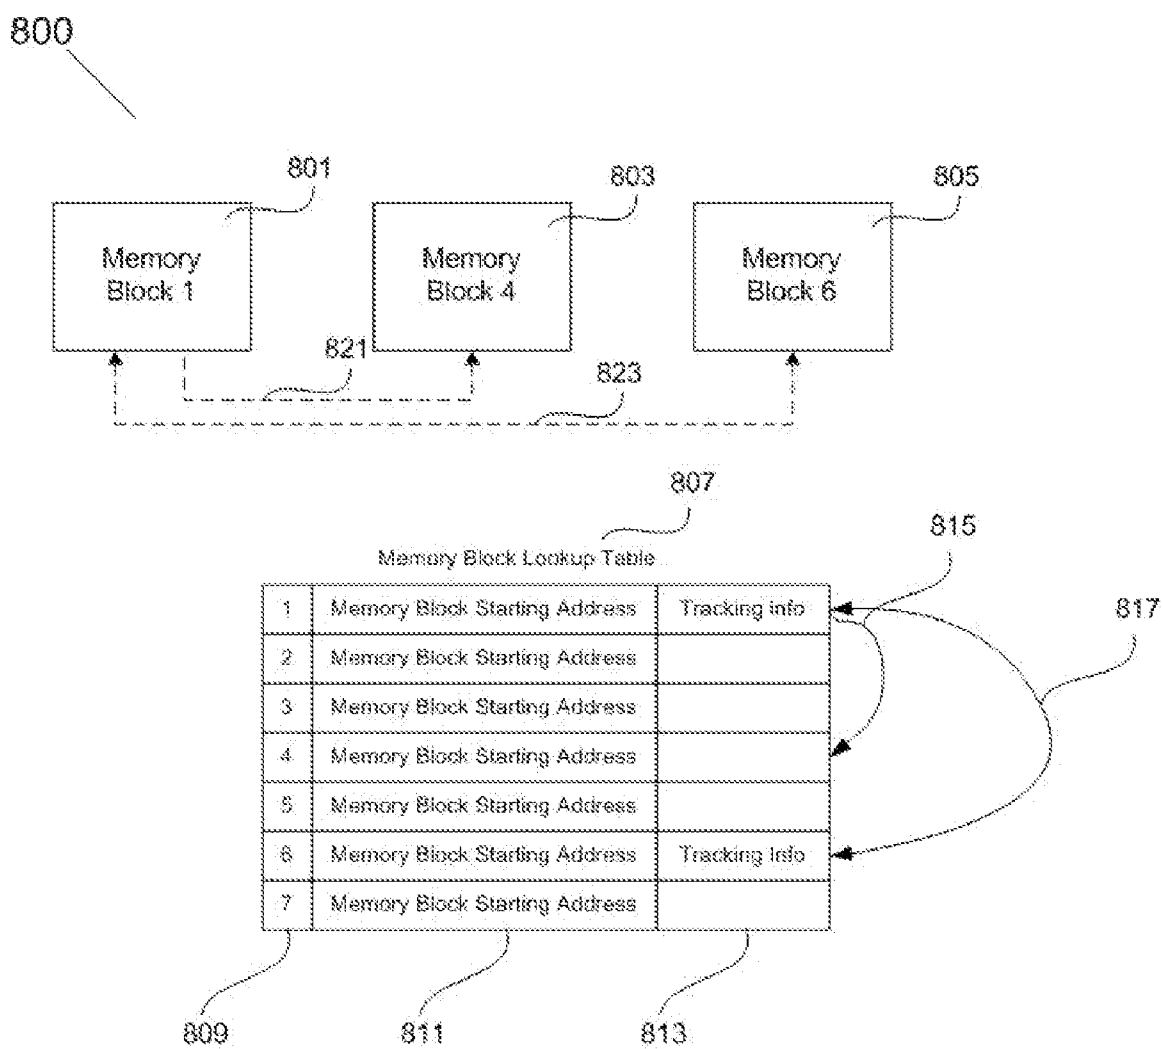 800
801
803
805
Memory
Block 1
Memory
Block 4
Memory
Block 6
821
823
807
815
Memory Block Lookup Table
817
1 Memory Block Starting Address Tracking Info
2 Memory Block Starting Address
3 Memory Block Starting Address
4 Memory Block Starting Address
5 Memory Block Starting Address
6 Memory Block Starting Address Tracking Info
7 Memory Block Starting Address
809
811
813